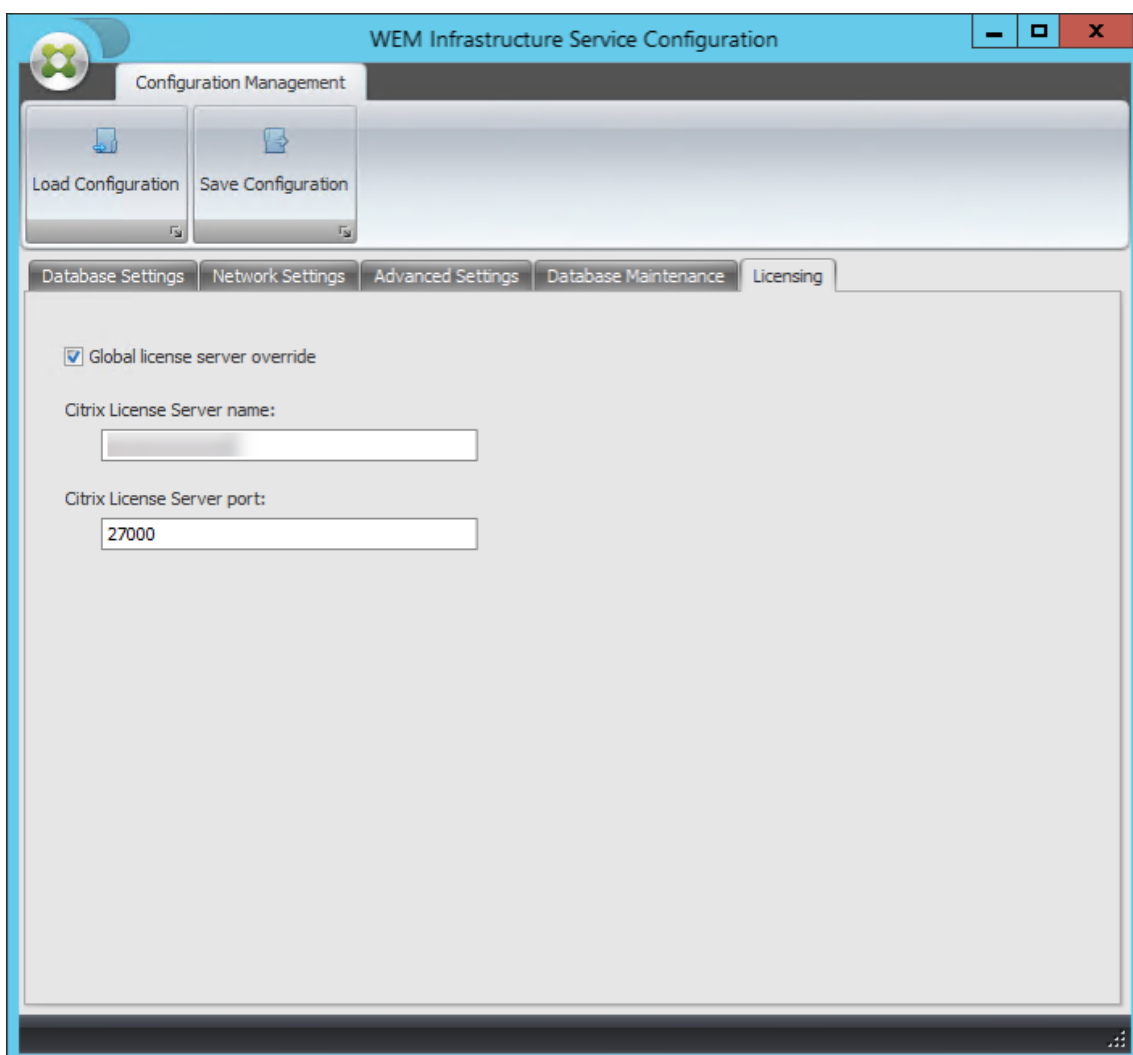 WEM Infrastructure Service Configuration
Configuration Management
Load Configuration Save Configuration
Database Settings Network Settings Advanced Settings Database Maintenance Licensing
Global license server override
Citrix License Server name:
Citrix License Server port:
27000